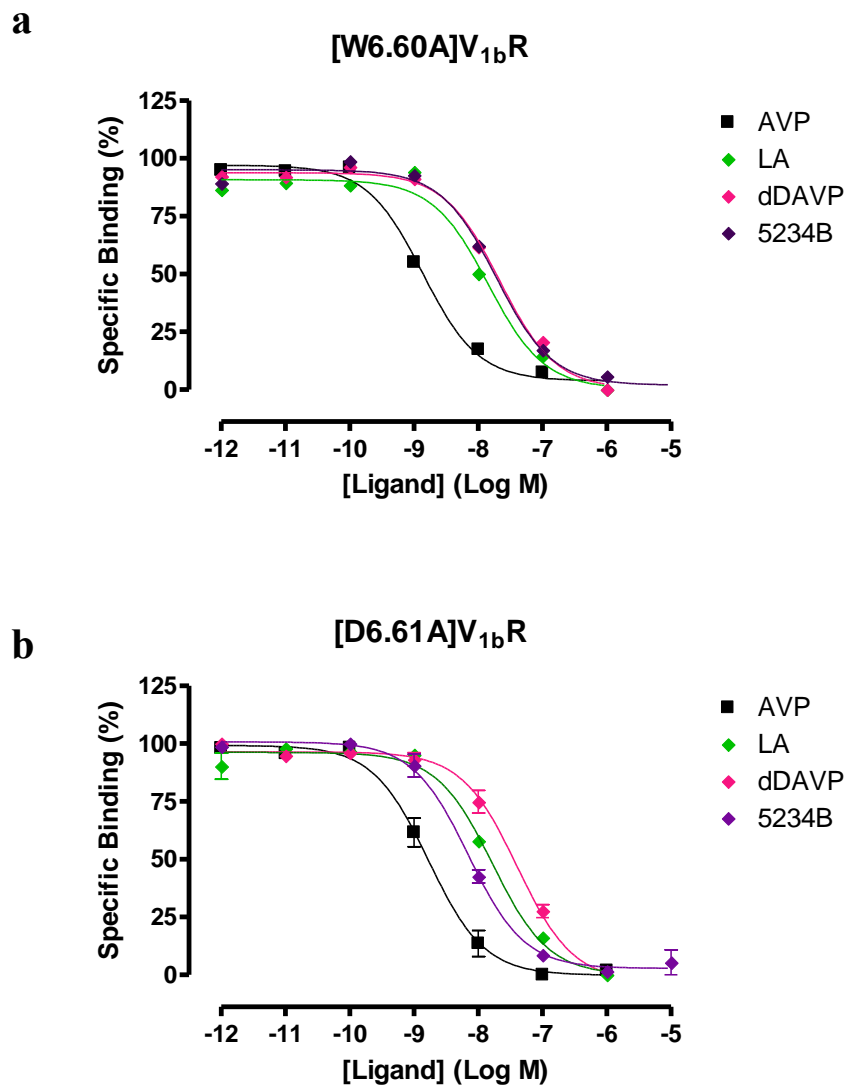 a
[W6.60A]V1bR
125
100
75
50
25
0
Specific Binding (%)
-12 -11 -10 -9 -8 -7 -6 -5
[Ligand] (Log M)
AVP
LA
dDAVP
5234B
b
[D6.61A]V1bR
125
100
75
50
25
0
Specific Binding (%)
-12 -11 -10 -9 -8 -7 -6 -5
[Ligand] (Log M)
AVP
LA
dDAVP
5234B